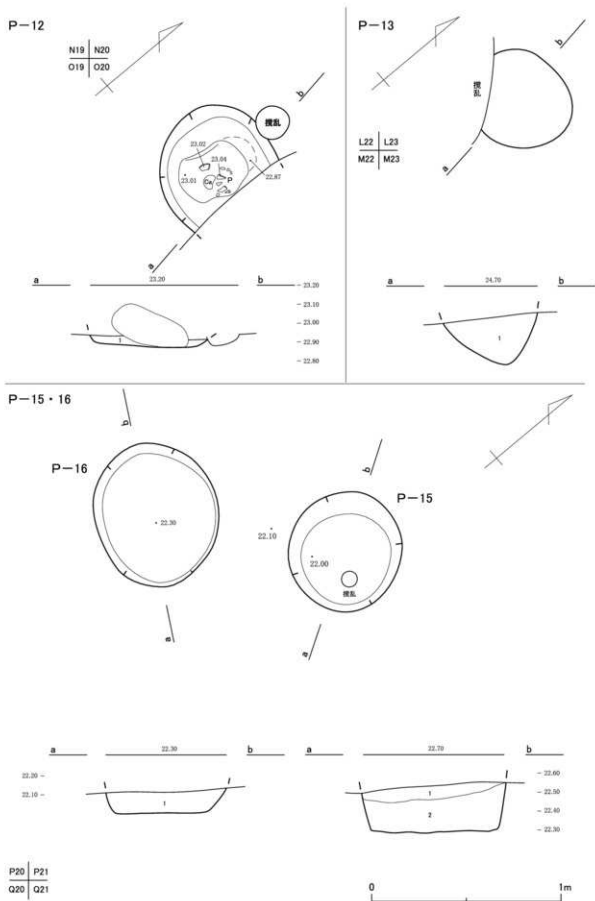 P−12
N19 N20
O19 O20
b
撹乱
23.02
23.04
P
Ca
23.01
22.87
a
a 23.20 b
− 23.20
− 23.10
− 23.00
− 22.90
− 22.80
1
P−13
b
撹乱
L22 L23
M22 M23
a
a 24.70 b
1
P−15・16
b
P−16
22.30
a
b
P−15
22.10
22.00
撹乱
a
a 22.30 b
22.20 −
22.10 −
1
a 22.70 b
− 22.60
− 22.50
− 22.40
− 22.30
1
2
P20 P21
Q20 Q21
0 1m